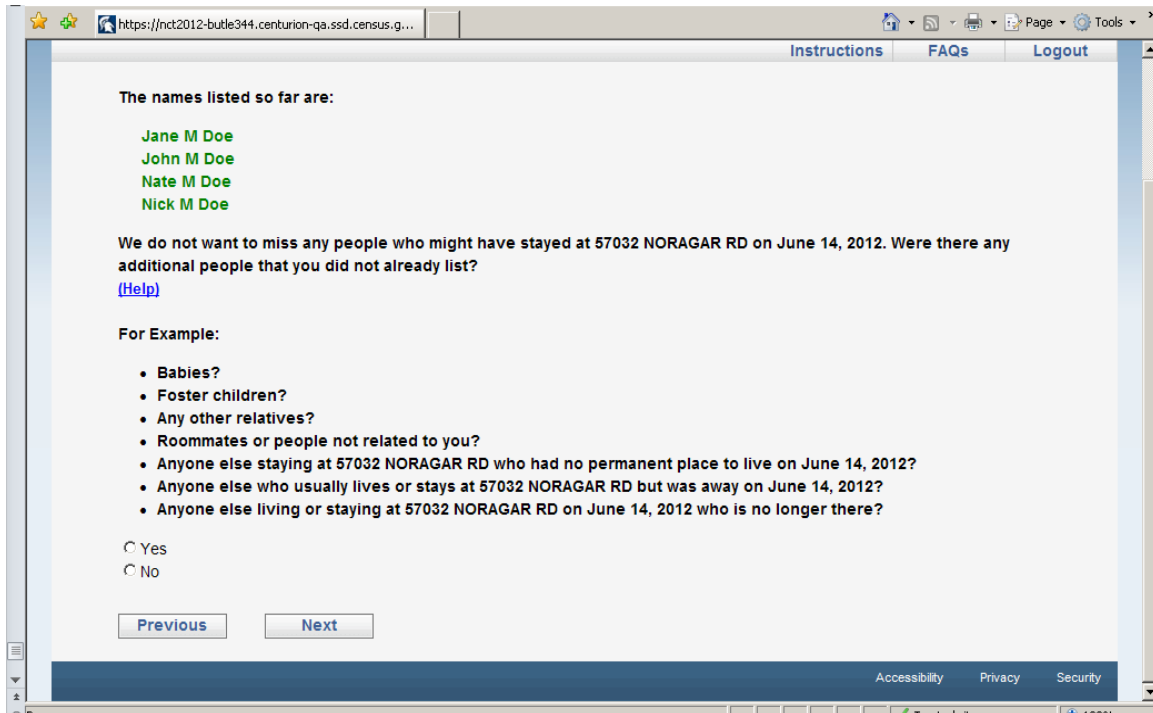 https://nct2012-butle344.centurion-qa.ssd.census.g...
Page
Tools
Instructions FAQs Logout
The names listed so far are:
Jane M Doe
John M Doe
Nate M Doe
Nick M Doe
We do not want to miss any people who might have stayed at 57032 NORAGAR RD on June 14, 2012. Were there any
additional people that you did not already list?
(Help)
For Example:
• Babies?
• Foster children?
• Any other relatives?
• Roommates or people not related to you?
• Anyone else staying at 57032 NORAGAR RD who had no permanent place to live on June 14, 2012?
• Anyone else who usually lives or stays at 57032 NORAGAR RD but was away on June 14, 2012?
• Anyone else living or staying at 57032 NORAGAR RD on June 14, 2012 who is no longer there?
Yes
No
Previous Next
Accessibility Privacy Security